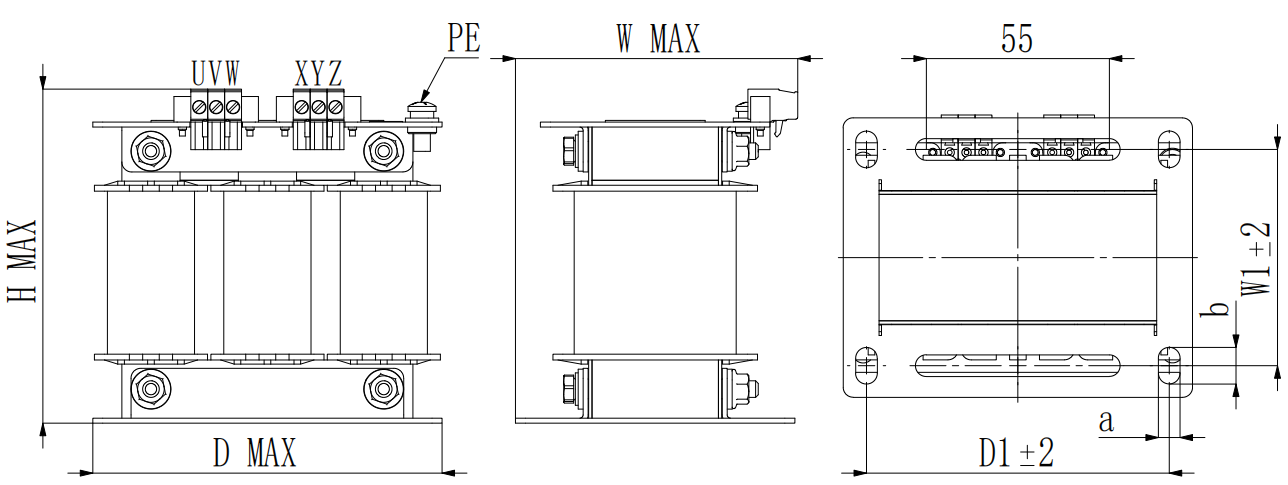 PE
W MAX
55
UVW
XYZ
H MAX
W1±2
b
a
D MAX
D1±2